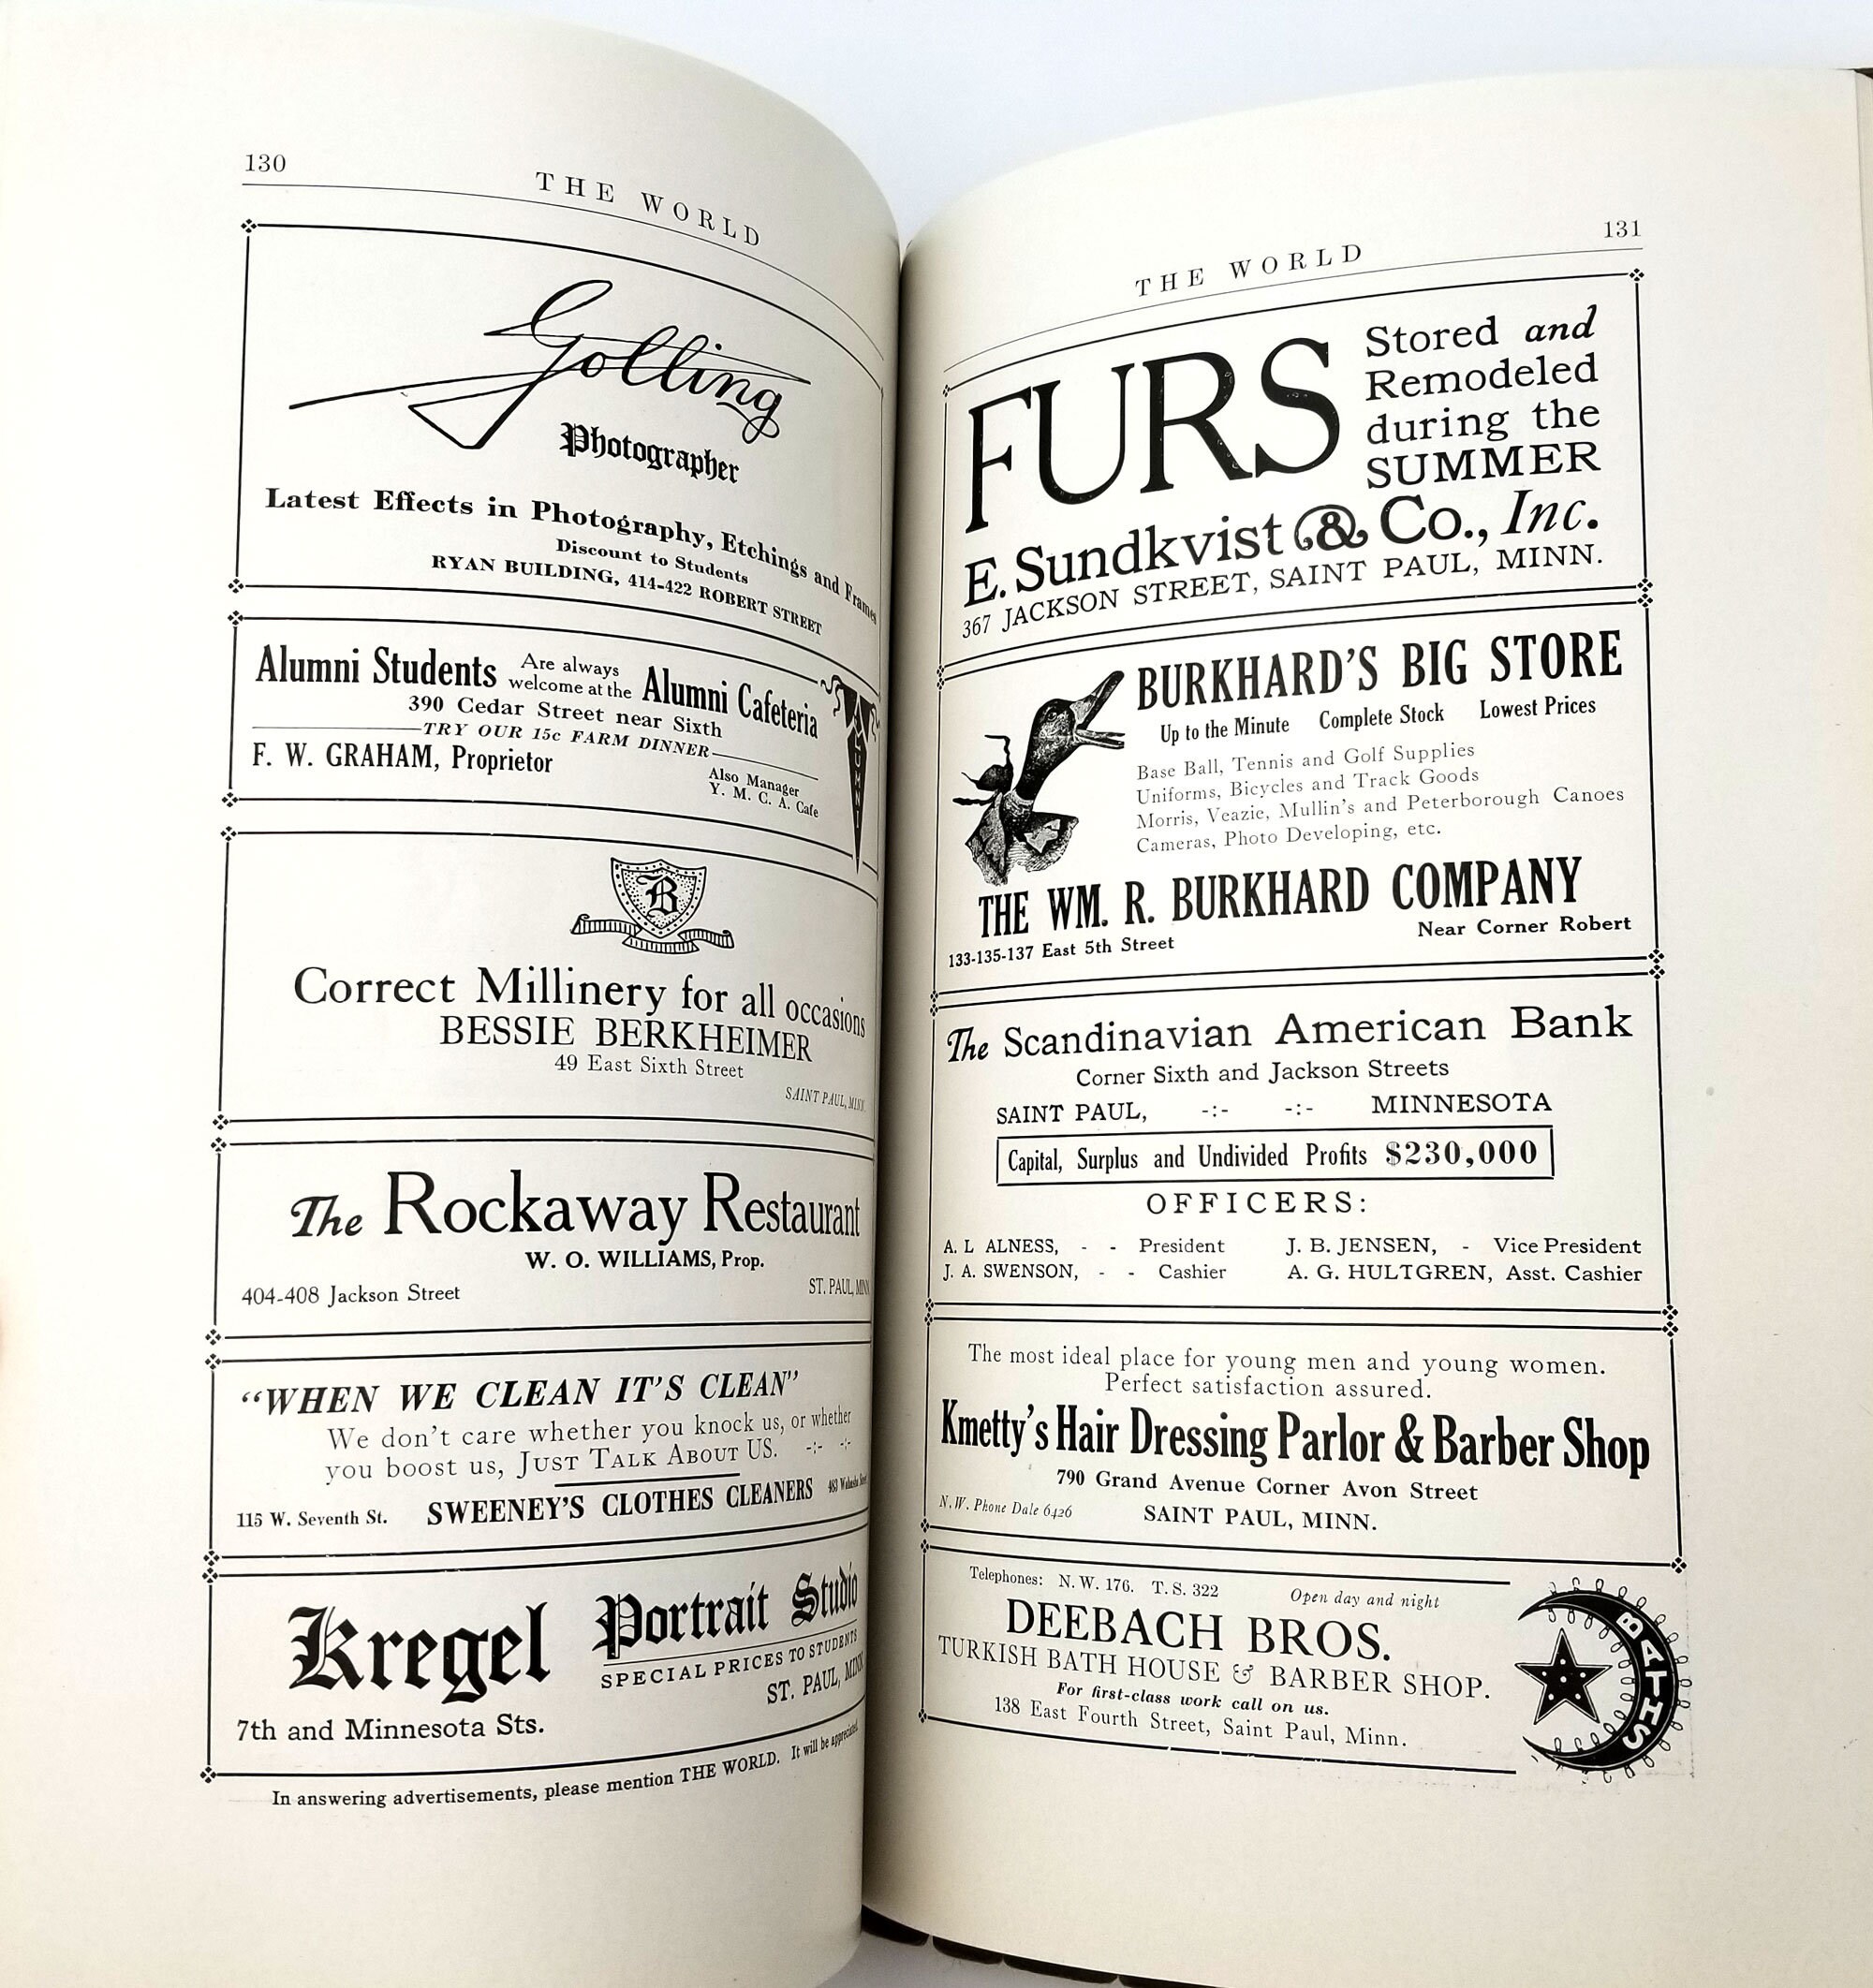 130
THE WORLD
Golling
Photographer
Latest Effects in Photography, Etchings and Frames
Discount to Students
RYAN BUILDING, 414-422 ROBERT STREET
Alumni Students Are always welcome at the Alumni Cafeteria
390 Cedar Street near Sixth
TRY OUR 15c FARM DINNER
F. W. GRAHAM, Proprietor
Also Manager
Y. M. C. A. Cafe
ALUMNI
B
Correct Millinery for all occasions
BESSIE BERKHEIMER
49 East Sixth Street
SAINT PAUL, MINN.
The Rockaway Restaurant
W. O. WILLIAMS, Prop.
404-408 Jackson Street ST. PAUL, MINN
"WHEN WE CLEAN IT'S CLEAN"
We don't care whether you knock us, or whether
you boost us, JUST TALK ABOUT US. -:- -:-
115 W. Seventh St. SWEENEY'S CLOTHES CLEANERS 463 Wabasha Street
Kregel Portrait Studio
SPECIAL PRICES TO STUDENTS
ST. PAUL, MINN.
7th and Minnesota Sts.
In answering advertisements, please mention THE WORLD. It will be appreciated.
131
THE WORLD
FURS
Stored and
Remodeled
during the
SUMMER
E. Sundkvist & Co., Inc.
367 JACKSON STREET, SAINT PAUL, MINN.
BURKHARD'S BIG STORE
Up to the Minute Complete Stock Lowest Prices
Base Ball, Tennis and Golf Supplies
Uniforms, Bicycles and Track Goods
Morris, Veazie, Mullin's and Peterborough Canoes
Cameras, Photo Developing, etc.
THE WM. R. BURKHARD COMPANY
133-135-137 East 5th Street Near Corner Robert
The Scandinavian American Bank
Corner Sixth and Jackson Streets
SAINT PAUL, -:- -:- MINNESOTA
Capital, Surplus and Undivided Profits $230,000
OFFICERS:
A. L ALNESS, - - President J. B. JENSEN, - Vice President
J. A. SWENSON, - - Cashier A. G. HULTGREN, Asst. Cashier
The most ideal place for young men and young women.
Perfect satisfaction assured.
Kmetty's Hair Dressing Parlor & Barber Shop
790 Grand Avenue Corner Avon Street
N. W. Phone Dale 6426 SAINT PAUL, MINN.
Telephones: N. W. 176. T. S. 322 Open day and night
DEEBACH BROS.
TURKISH BATH HOUSE & BARBER SHOP.
For first-class work call on us.
138 East Fourth Street, Saint Paul, Minn.
BATHS